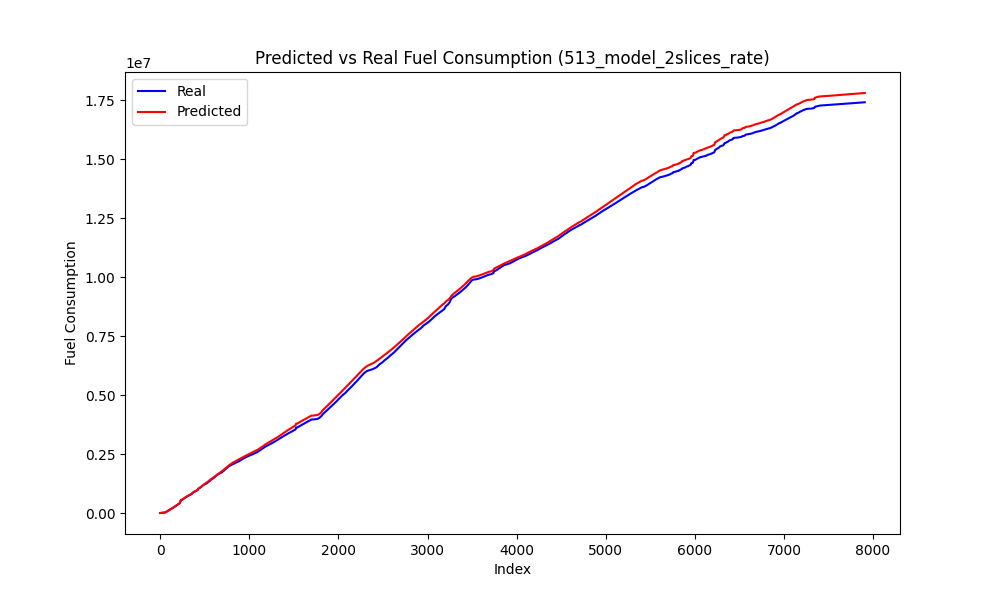 Predicted vs Real Fuel Consumption (513_model_2slices_rate)
1e7
Real
Predicted
1.75
1.50
1.25
1.00
0.75
0.50
0.25
0.00
Fuel Consumption
0 1000 2000 3000 4000 5000 6000 7000 8000
Index